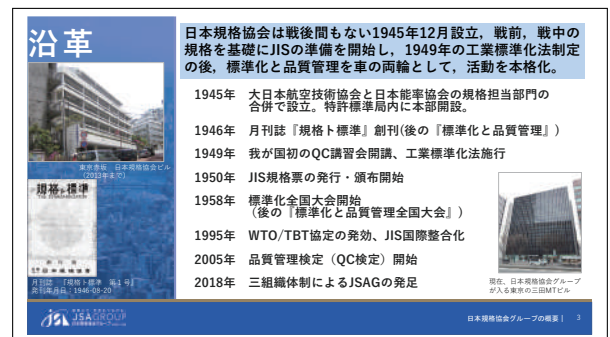 沿革
日本規格協会は戦後間もない1945年12月設立，戦前，戦中の
規格を基礎にJISの準備を開始し，1949年の工業標準化法制定
の後，標準化と品質管理を車の両輪として，活動を本格化。
東京赤坂 日本規格協会ビル
（2013年まで）
規格と標準
日本規格協会
月刊誌 『規格ト標準 第１号』
発刊年月日：1946-08-20
1945年 大日本航空技術協会と日本能率協会の規格担当部門の
合併で設立。特許標準局内に本部開設。
1946年 月刊誌『規格ト標準』創刊(後の『標準化と品質管理』)
1949年 我が国初のQC講習会開講、工業標準化法施行
1950年 JIS規格票の発行・頒布開始
1958年 標準化全国大会開始
（後の『標準化と品質管理全国大会』）
1995年 WTO/TBT協定の発効、JIS国際整合化
2005年 品質管理検定（QC検定）開始
2018年 三組織体制によるJSAGの発足
現在、日本規格協会グループ
が入る東京の三田MTビル
JSA GROUP
日本規格協会グループ
日本規格協会グループの概要 | 3